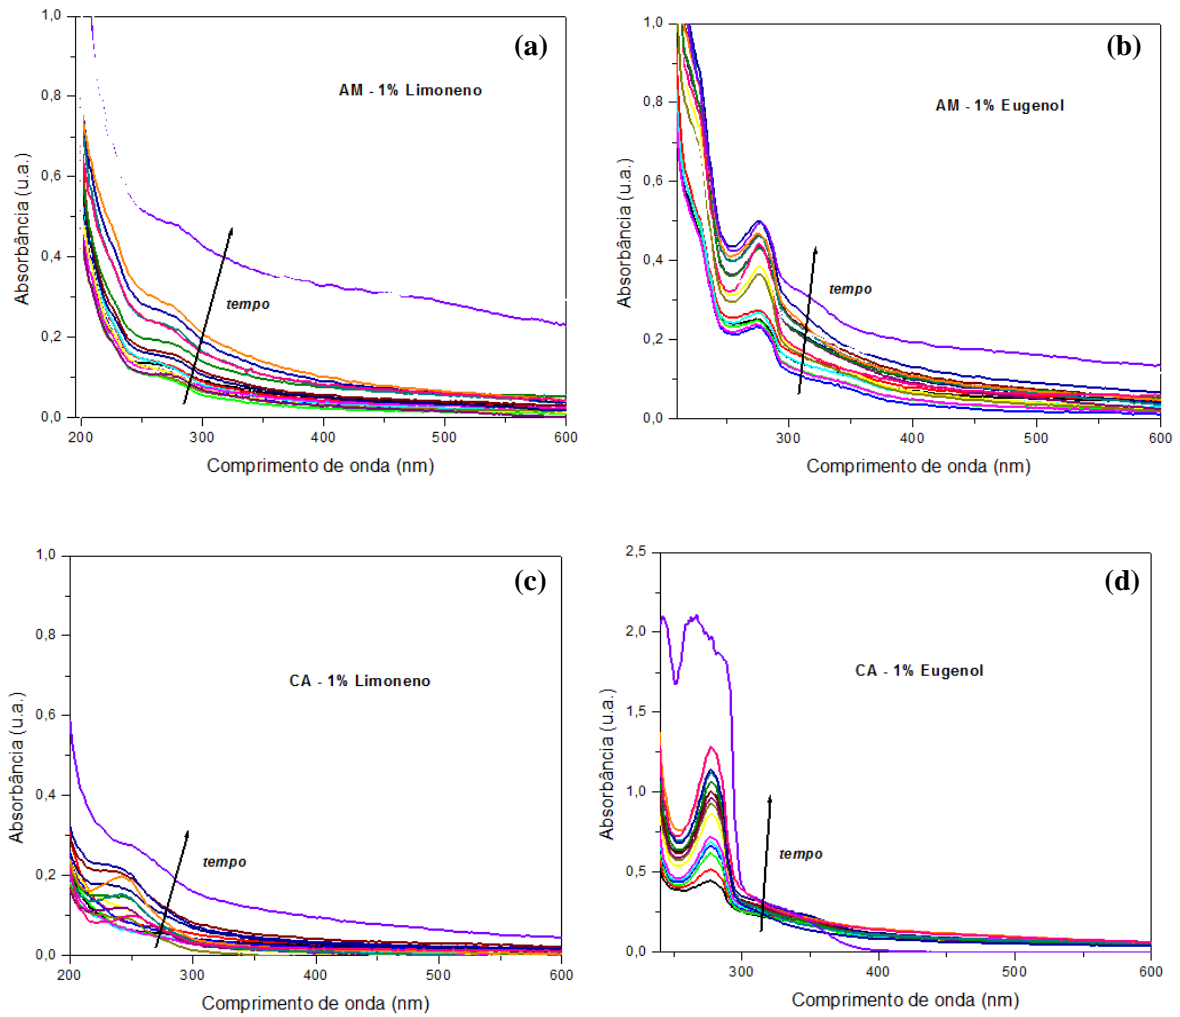 1,0
(a)
AM - 1% Limoneno
0,8
0,6
Absorbância (u.a.)
0,4
tempo
0,2
0,0
200 300 400 500 600
Comprimento de onda (nm)
1,0
(b)
AM - 1% Eugenol
0,8
0,6
Absorbância (u.a.)
0,4
tempo
0,2
0,0
300 400 500 600
Comprimento de onda (nm)
1,0
(c)
0,8
CA - 1% Limoneno
0,6
Absorbância (u.a.)
0,4
tempo
0,2
0,0
200 300 400 500 600
Comprimento de onda (nm)
2,5
(d)
2,0
CA - 1% Eugenol
1,5
Absorbância (u.a.)
1,0
tempo
0,5
0,0
300 400 500 600
Comprimento de onda (nm)